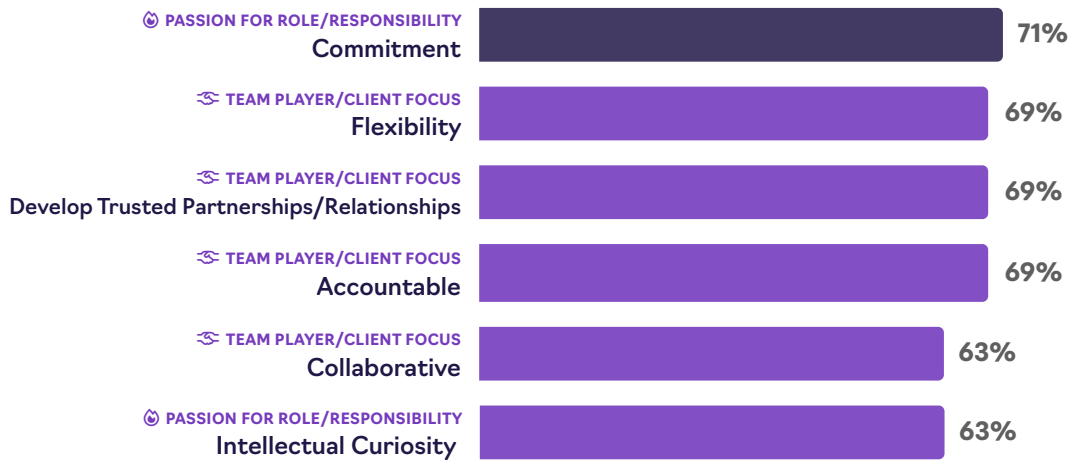 PASSION FOR ROLE/RESPONSIBILITY
Commitment
71%
TEAM PLAYER/CLIENT FOCUS
Flexibility
69%
TEAM PLAYER/CLIENT FOCUS
Develop Trusted Partnerships/Relationships
69%
TEAM PLAYER/CLIENT FOCUS
Accountable
69%
TEAM PLAYER/CLIENT FOCUS
Collaborative
63%
PASSION FOR ROLE/RESPONSIBILITY
Intellectual Curiosity
63%